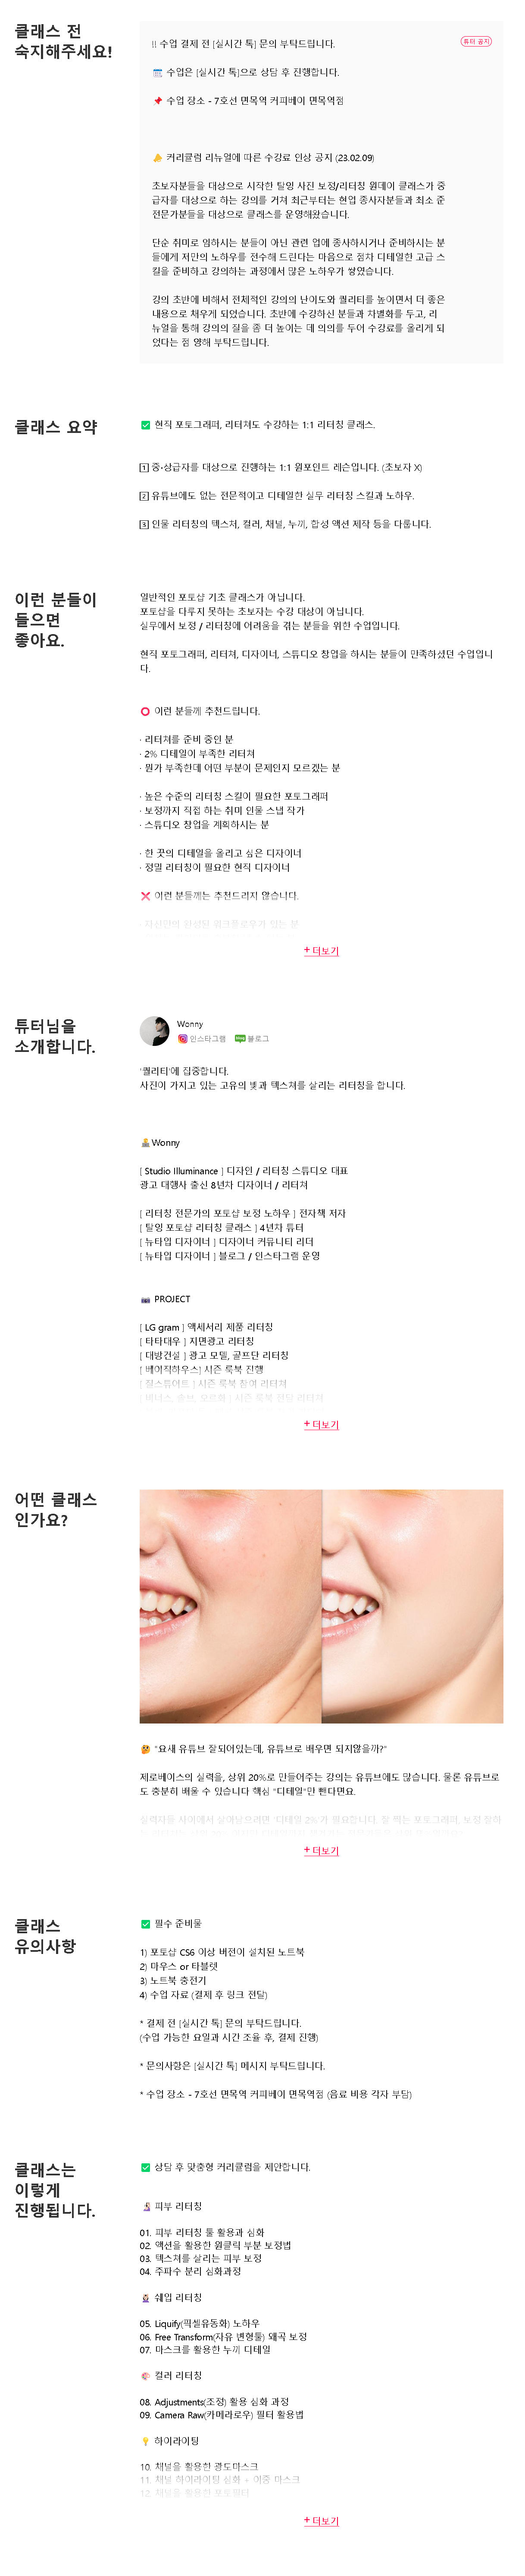 클래스 전
숙지해주세요!
!! 수업 결제 전 [실시간 톡] 문의 부탁드립니다.
튜터 공지
수업은 [실시간 톡]으로 상담 후 진행합니다.
수업 장소 - 7호선 면목역 커피베이 면목역점
커리큘럼 리뉴얼에 따른 수강료 인상 공지 (23.02.09)
초보자분들을 대상으로 시작한 탈잉 사진 보정/리터칭 원데이 클래스가 중
급자를 대상으로 하는 강의를 거쳐 최근부터는 현업 종사자분들과 최소 준
전문가분들을 대상으로 클래스를 운영해왔습니다.
단순 취미로 임하시는 분들이 아닌 관련 업에 종사하시거나 준비하시는 분
들에게 저만의 노하우를 전수해 드린다는 마음으로 점차 디테일한 고급 스
킬을 준비하고 강의하는 과정에서 많은 노하우가 쌓였습니다.
강의 초반에 비해서 전체적인 강의의 난이도와 퀄리티를 높이면서 더 좋은
내용으로 채우게 되었습니다. 초반에 수강하신 분들과 차별화를 두고, 리
뉴얼을 통해 강의의 질을 좀 더 높이는 데 의의를 두어 수강료를 올리게 되
었다는 점 양해 부탁드립니다.
클래스 요약
✅ 현직 포토그래퍼, 리터쳐도 수강하는 1:1 리터칭 클래스.
1 중·상급자를 대상으로 진행하는 1:1 원포인트 레슨입니다. (초보자 X)
2 유튜브에도 없는 전문적이고 디테일한 실무 리터칭 스킬과 노하우.
3 인물 리터칭의 텍스처, 컬러, 채널, 누끼, 합성 액션 제작 등을 다룹니다.
이런 분들이
들으면
좋아요.
일반적인 포토샵 기초 클래스가 아닙니다.
포토샵을 다루지 못하는 초보자는 수강 대상이 아닙니다.
실무에서 보정 / 리터칭에 어려움을 겪는 분들을 위한 수업입니다.
현직 포토그래퍼, 리터쳐, 디자이너, 스튜디오 창업을 하시는 분들이 만족하셨던 수업입니
다.
⭕ 이런 분들께 추천드립니다.
· 리터쳐를 준비 중인 분
· 2% 디테일이 부족한 리터쳐
· 뭔가 부족한데 어떤 부분이 문제인지 모르겠는 분
· 높은 수준의 리터칭 스킬이 필요한 포토그래퍼
· 보정까지 직접 하는 취미 인물 스냅 작가
· 스튜디오 창업을 계획하시는 분
· 한 끗의 디테일을 올리고 싶은 디자이너
· 정밀 리터칭이 필요한 현직 디자이너
❌ 이런 분들께는 추천드리지 않습니다.
· 자신만의 완성된 워크플로우가 있는 분
+ 더보기
튜터님을
소개합니다.
Wonny
인스타그램 blog 블로그
'퀄리티'에 집중합니다.
사진이 가지고 있는 고유의 빛과 텍스쳐를 살리는 리터칭을 합니다.
Wonny
[ Studio Illuminance ] 디자인 / 리터칭 스튜디오 대표
광고 대행사 출신 8년차 디자이너 / 리터쳐
[ 리터칭 전문가의 포토샵 보정 노하우 ] 전자책 저자
[ 탈잉 포토샵 리터칭 클래스 ] 4년차 튜터
[ 뉴타입 디자이너 ] 디자이너 커뮤니티 리더
[ 뉴타입 디자이너 ] 블로그 / 인스타그램 운영
PROJECT
[ LG gram ] 액세서리 제품 리터칭
[ 타타대우 ] 지면광고 리터칭
[ 대방건설 ] 광고 모델, 골프단 리터칭
[ 베이직하우스] 시즌 룩북 진행
[ 질스튜어트 ] 시즌 룩북 참여 리터쳐
+ 더보기
어떤 클래스
인가요?
"요새 유튜브 잘되어있는데, 유튜브로 배우면 되지않을까?"
제로베이스의 실력을, 상위 20%로 만들어주는 강의는 유튜브에도 많습니다. 물론 유튜브로
도 충분히 배울 수 있습니다 핵심 "디테일"만 뺀다면요.
+ 더보기
클래스
유의사항
✅ 필수 준비물
1) 포토샵 CS6 이상 버전이 설치된 노트북
2) 마우스 or 타블렛
3) 노트북 충전기
4) 수업 자료 (결제 후 링크 전달)
* 결제 전 [실시간 톡] 문의 부탁드립니다.
(수업 가능한 요일과 시간 조율 후, 결제 진행)
* 문의사항은 [실시간 톡] 메시지 부탁드립니다.
* 수업 장소 - 7호선 면목역 커피베이 면목역점 (음료 비용 각자 부담)
클래스는
이렇게
진행됩니다.
✅ 상담 후 맞춤형 커리큘럼을 제안합니다.
피부 리터칭
01. 피부 리터칭 툴 활용과 심화
02. 액션을 활용한 원클릭 부분 보정법
03. 텍스쳐를 살리는 피부 보정
04. 주파수 분리 심화과정
쉐입 리터칭
05. Liquify(픽셀유동화) 노하우
06. Free Transform(자유 변형툴) 왜곡 보정
07. 마스크를 활용한 누끼 디테일
컬러 리터칭
08. Adjustments(조정) 활용 심화 과정
09. Camera Raw(카메라로우) 필터 활용법
하이라이팅
10. 채널을 활용한 광도마스크
11. 채널 하이라이팅 심화 + 이중 마스크
12. 채널을 활용한 포토필터
+ 더보기